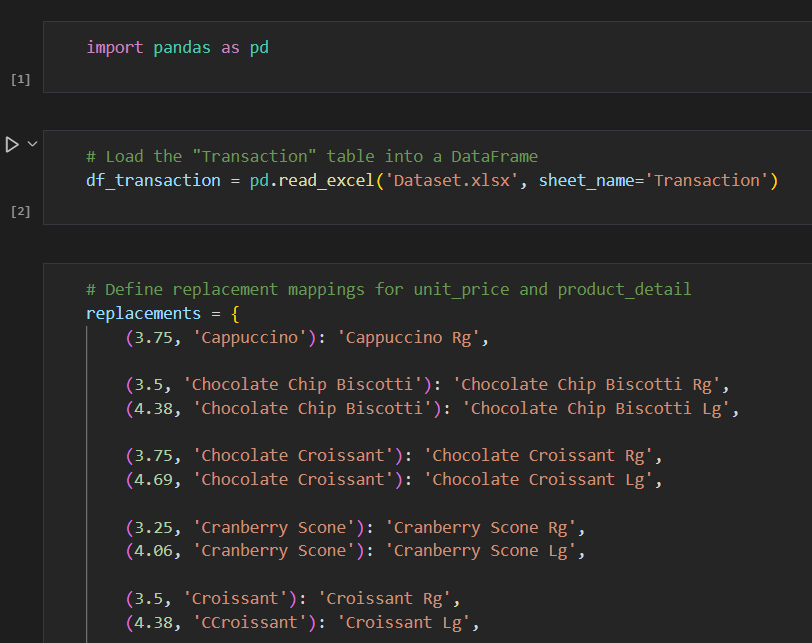 import pandas as pd
[1]
# Load the "Transaction" table into a DataFrame
df_transaction = pd.read_excel('Dataset.xlsx', sheet_name='Transaction')
[2]
# Define replacement mappings for unit_price and product_detail
replacements = {
(3.75, 'Cappuccino'): 'Cappuccino Rg',
(3.5, 'Chocolate Chip Biscotti'): 'Chocolate Chip Biscotti Rg',
(4.38, 'Chocolate Chip Biscotti'): 'Chocolate Chip Biscotti Lg',
(3.75, 'Chocolate Croissant'): 'Chocolate Croissant Rg',
(4.69, 'Chocolate Croissant'): 'Chocolate Croissant Lg',
(3.25, 'Cranberry Scone'): 'Cranberry Scone Rg',
(4.06, 'Cranberry Scone'): 'Cranberry Scone Lg',
(3.5, 'Croissant'): 'Croissant Rg',
(4.38, 'CCroissant'): 'Croissant Lg',